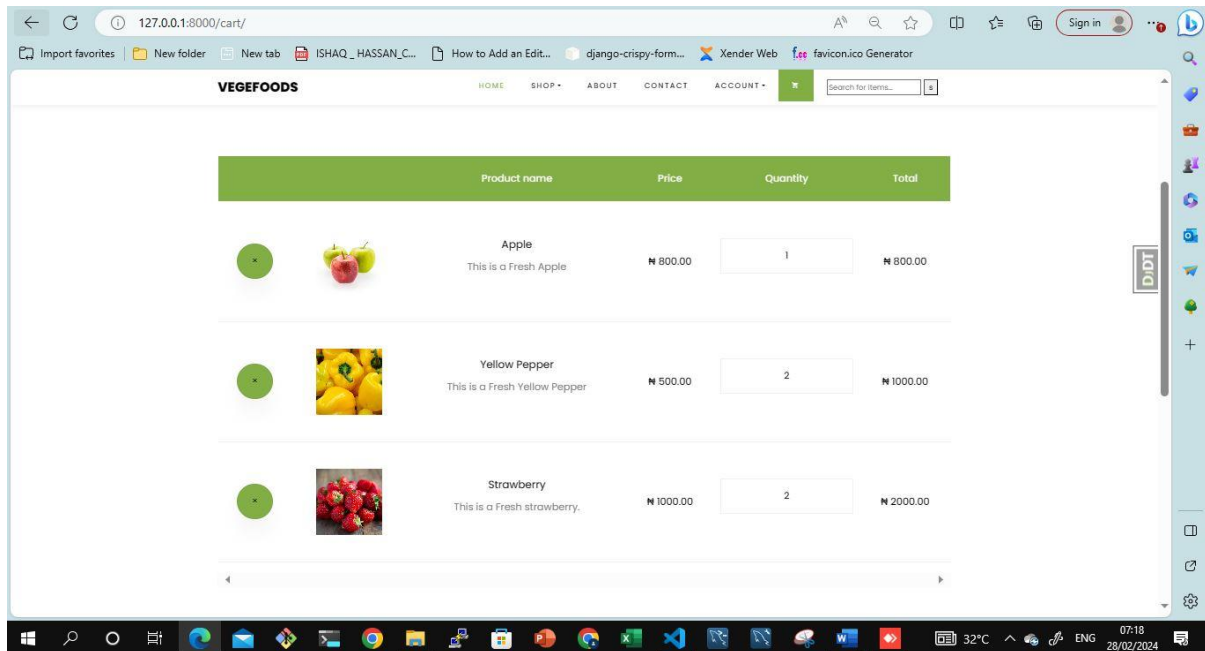 127.0.0.1:8000/cart/
Sign in
Import favorites New folder New tab ISHAQ _ HASSAN_C... How to Add an Edit... django-crispy-form... Xender Web favicon.ico Generator
VEGEFOODS HOME SHOP ABOUT CONTACT ACCOUNT Search for items... s
Product name Price Quantity Total
Apple
This is a Fresh Apple
₦ 800.00 1 ₦ 800.00
Yellow Pepper
This is a Fresh Yellow Pepper
₦ 500.00 2 ₦ 1000.00
Strawberry
This is a Fresh strawberry.
₦ 1000.00 2 ₦ 2000.00
DjDT
32°C ENG 07:18
28/02/2024